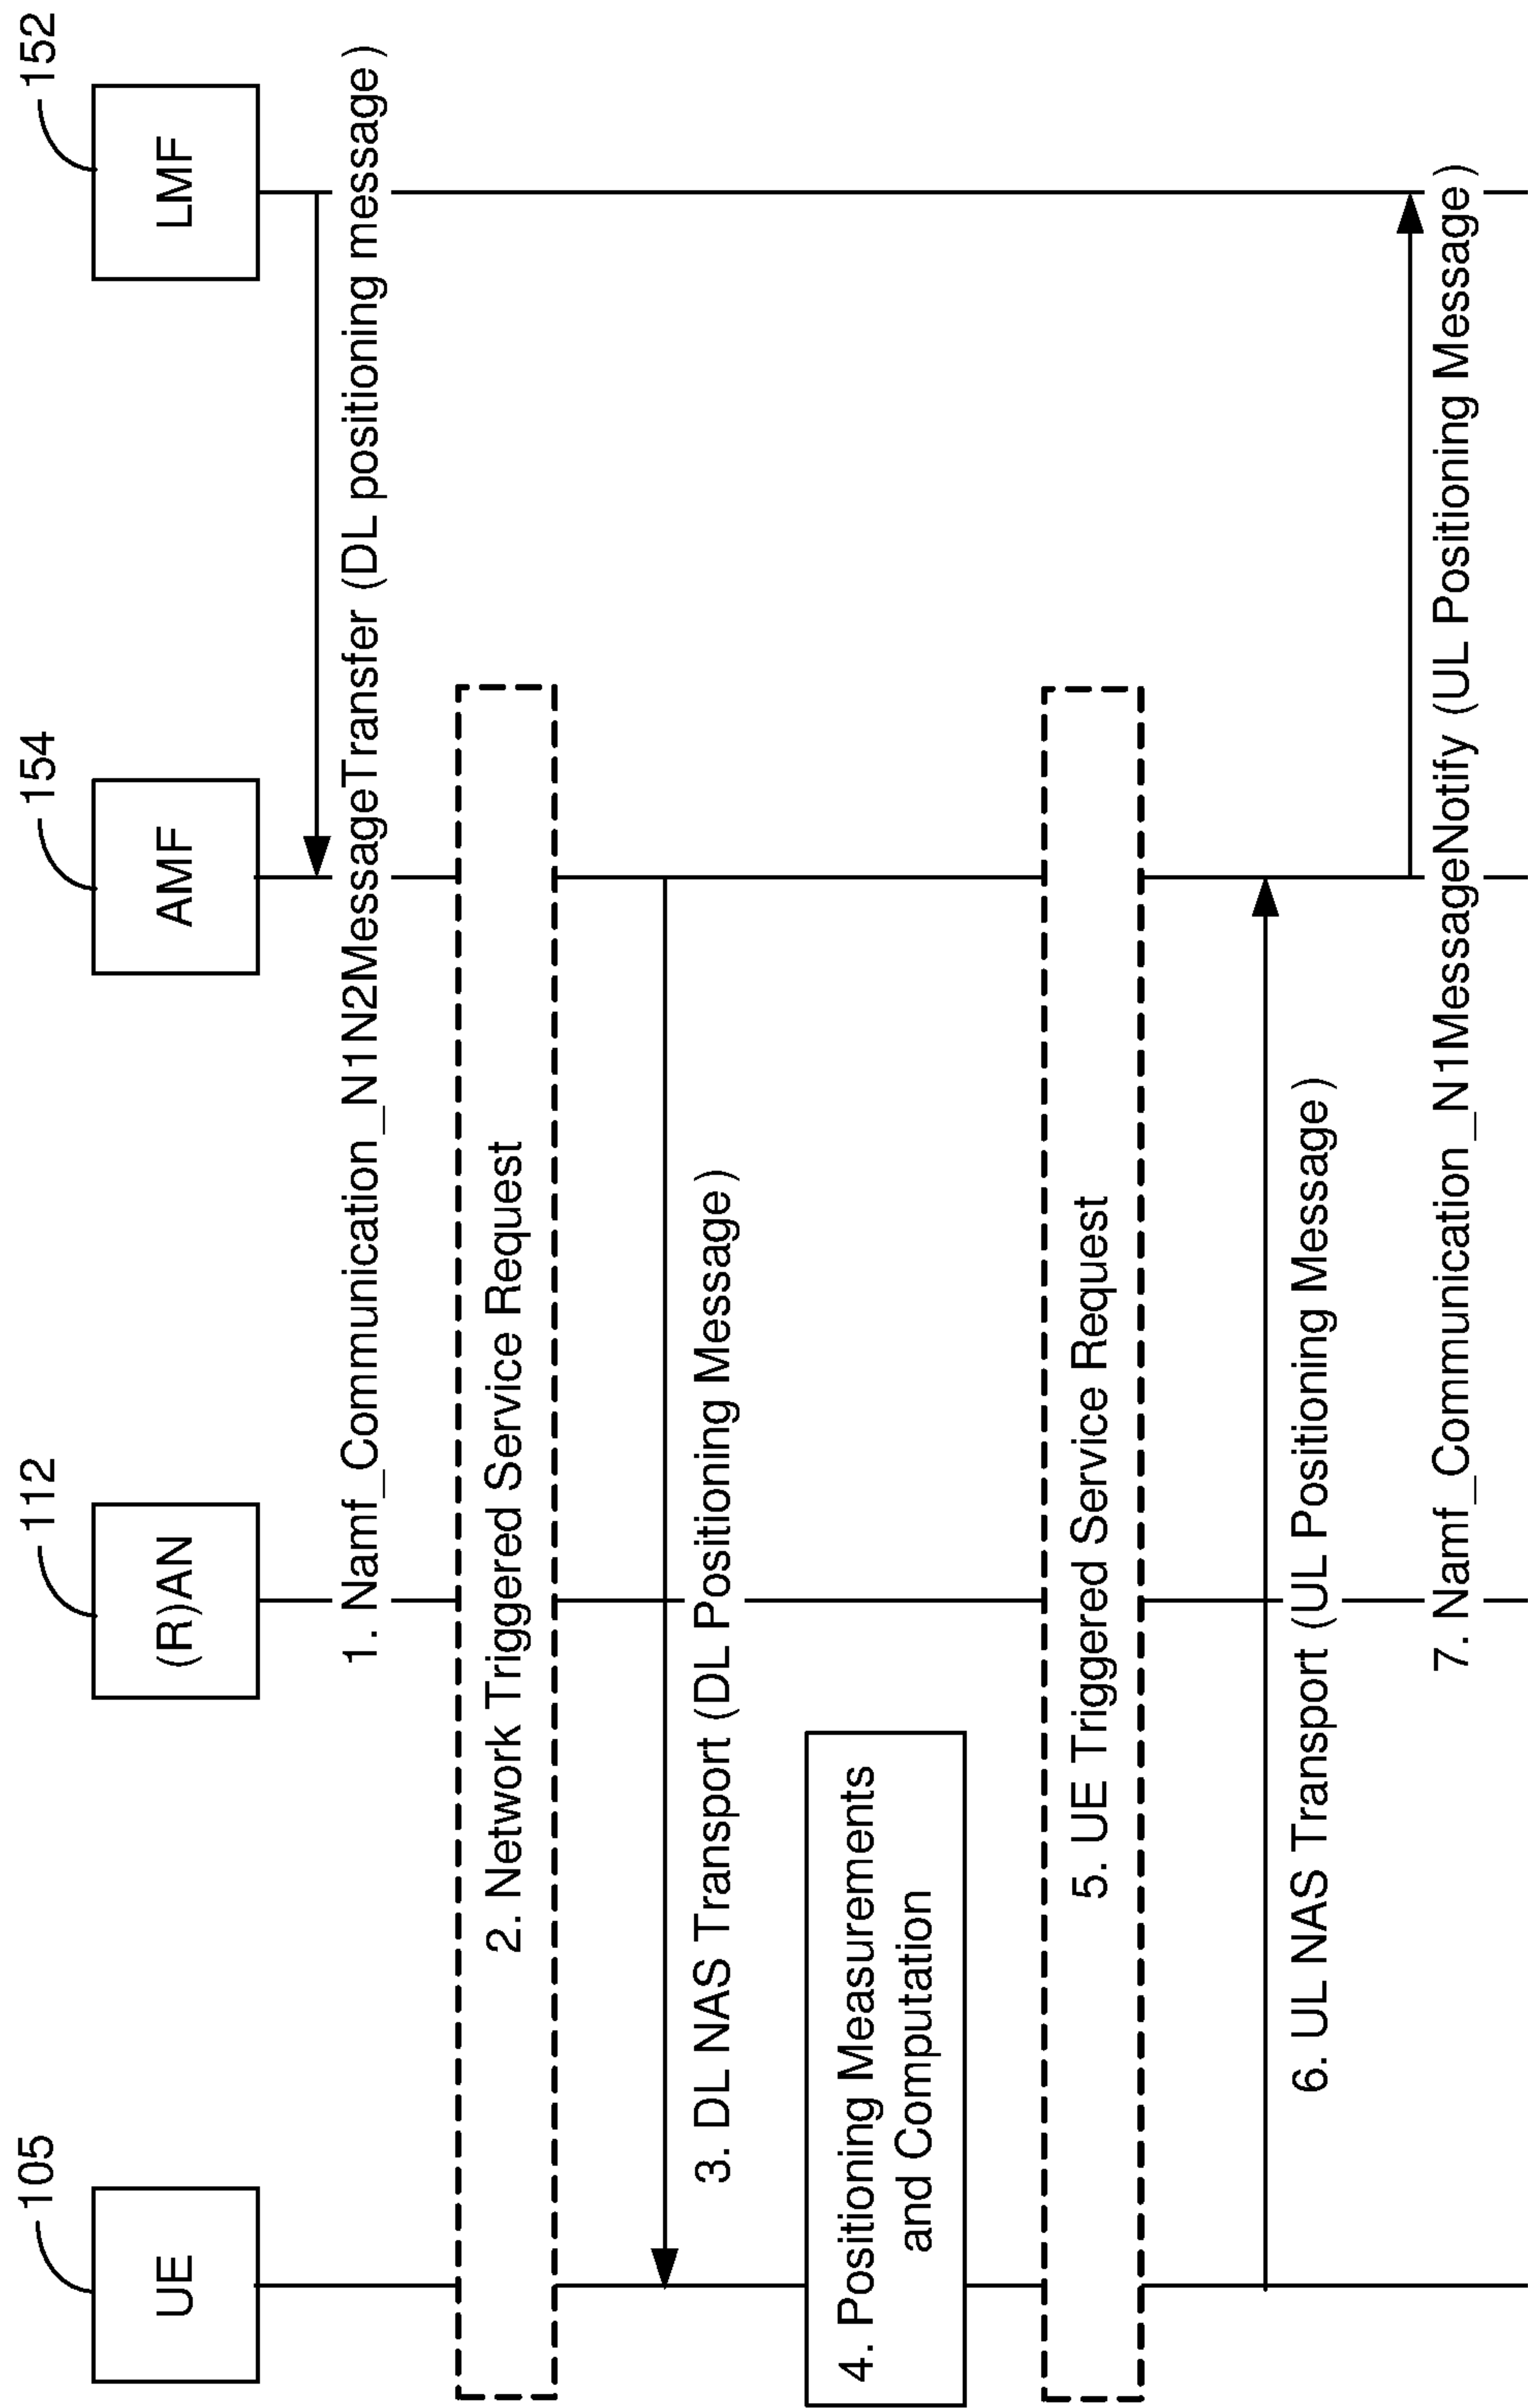 105
112
154
152
UE
(R)AN
AMF
LMF
1. Namf_Communication_N1N2MessageTransfer (DL positioning message)
2. Network Triggered Service Request
3. DL NAS Transport (DL Positioning Message)
4. Positioning Measurements
and Computation
5. UE Triggered Service Request
6. UL NAS Transport (UL Positioning Message)
7. Namf_Communication_N1MessageNotify (UL Positioning Message)